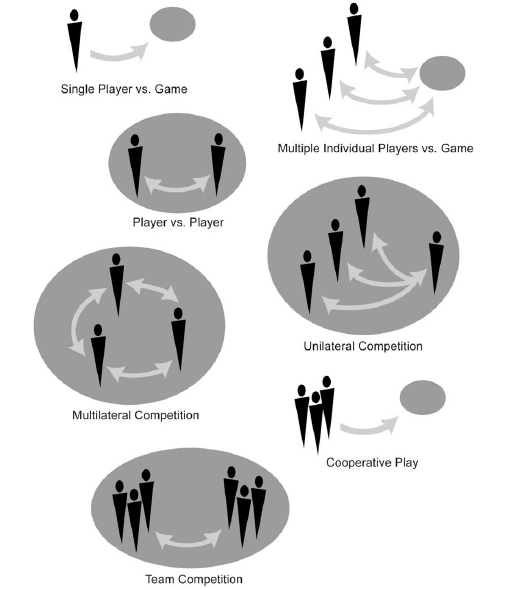 Single Player vs. Game
Multiple Individual Players vs. Game
Player vs. Player
Unilateral Competition
Multilateral Competition
Cooperative Play
Team Competition